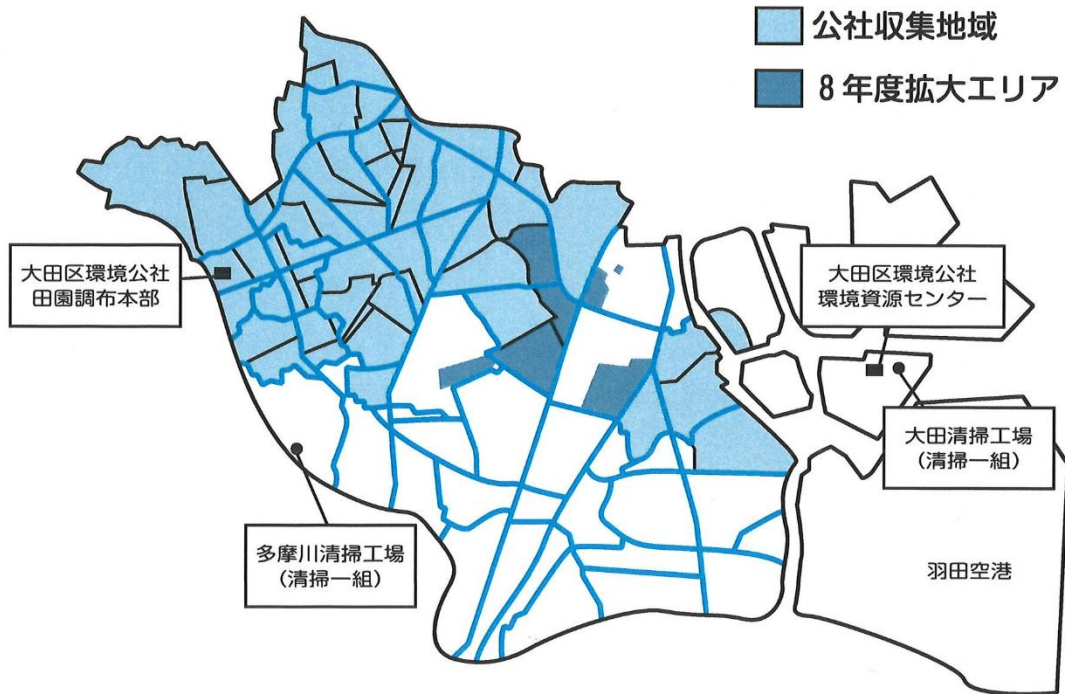 公社収集地域
8年度拡大エリア
大田区環境公社
田園調布本部
大田区環境公社
環境資源センター
大田清掃工場
(清掃一組)
多摩川清掃工場
(清掃一組)
羽田空港